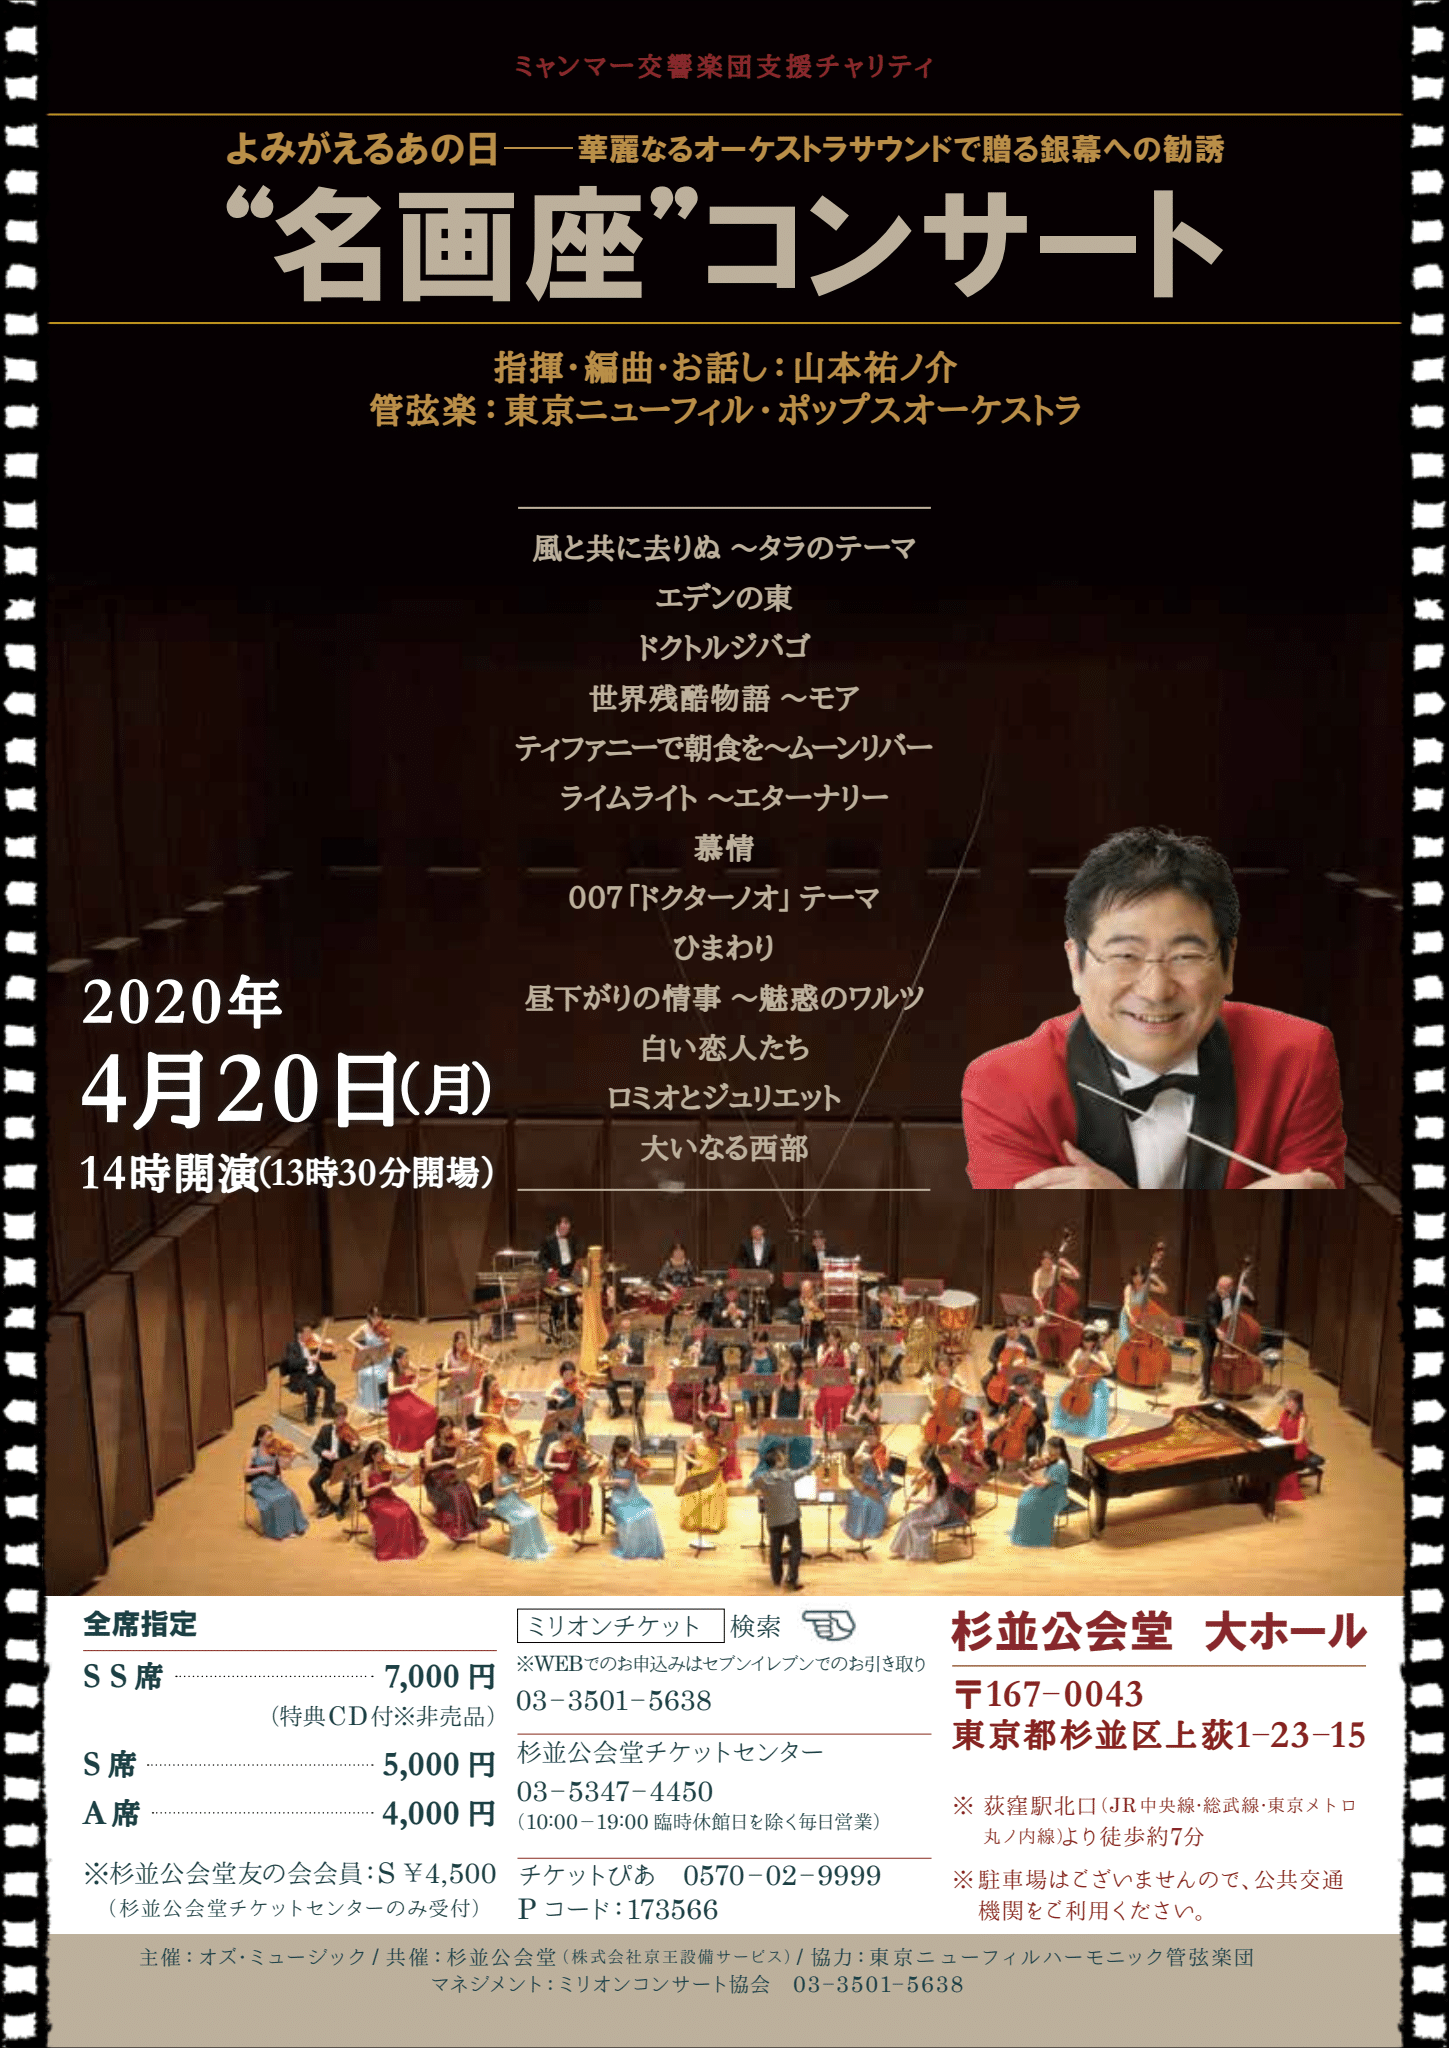 ミャンマー交響楽団支援チャリティ
よみがえるあの日――華麗なるオーケストラサウンドで贈る銀幕への勧誘
“名画座”コンサート
指揮・編曲・お話し：山本祐ノ介
管弦楽：東京ニューフィル・ポップスオーケストラ
風と共に去りぬ ～タラのテーマ
エデンの東
ドクトルジバゴ
世界残酷物語 ～モア
ティファニーで朝食を～ムーンリバー
ライムライト ～エターナリー
慕情
007「ドクターノオ」テーマ
ひまわり
昼下がりの情事 ～魅惑のワルツ
白い恋人たち
ロミオとジュリエット
大いなる西部
2020年
4月20日(月)
14時開演(13時30分開場)
全席指定
SS席 7,000円
（特典CD付※非売品）
S席 5,000円
A席 4,000円
※杉並公会堂友の会会員：S ￥4,500
（杉並公会堂チケットセンターのみ受付）
ミリオンチケット 検索
※WEBでのお申込みはセブンイレブンでのお引き取り
03-3501-5638
杉並公会堂チケットセンター
03-5347-4450
（10:00-19:00 臨時休館日を除く毎日営業）
チケットぴあ 0570-02-9999
Pコード：173566
杉並公会堂 大ホール
〒167-0043
東京都杉並区上荻1-23-15
※ 荻窪駅北口（JR中央線・総武線・東京メトロ
丸ノ内線）より徒歩約7分
※駐車場はございませんので、公共交通
機関をご利用ください。
主催：オズ・ミュージック / 共催：杉並公会堂（株式会社京王設備サービス）/ 協力：東京ニューフィルハーモニック管弦楽団
マネジメント：ミリオンコンサート協会 03-3501-5638